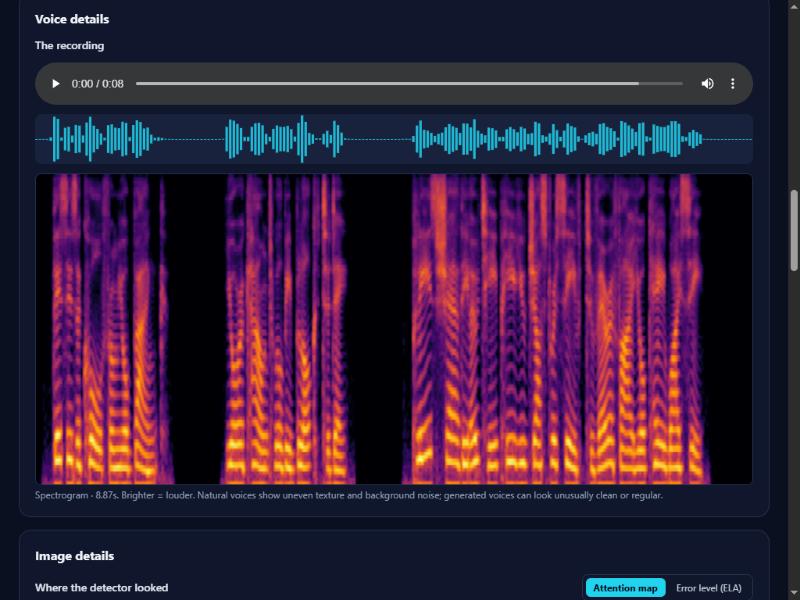 Voice details
The recording
0:00 / 0:08
Spectrogram · 8.87s. Brighter = louder. Natural voices show uneven texture and background noise; generated voices can look unusually clean or regular.
Image details
Where the detector looked
Attention map
Error level (ELA)